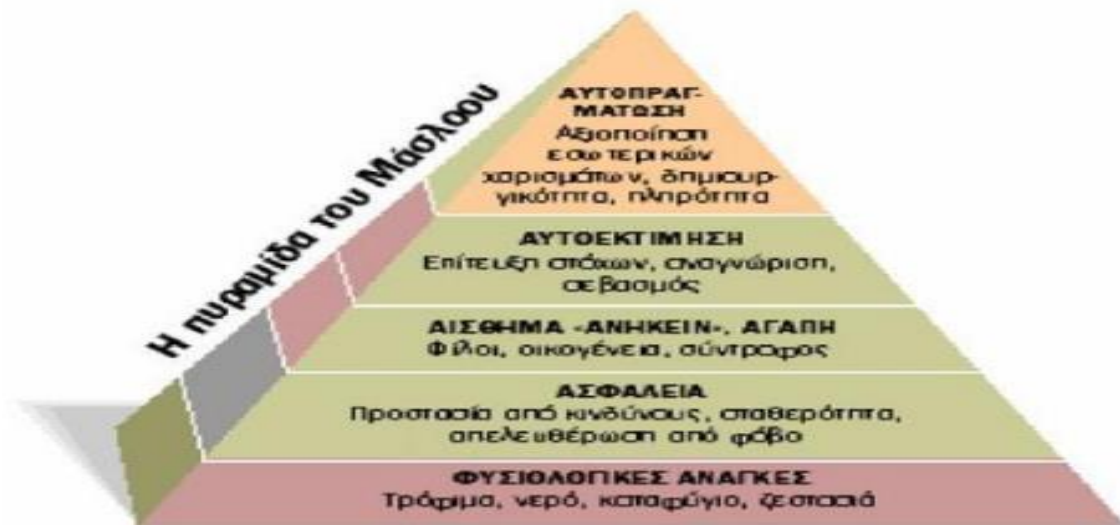 Η πυραμίδα του Μάσλοου
ΑΥΤΟΠΡΑΓ-
ΜΑΤΩΣΗ
Αξιοποίηση
εσωτερικών
χαρισμάτων, δημιουρ-
γικότητα, πληρότητα
ΑΥΤΟΕΚΤΙΜΗΣΗ
Επίτευξη στόχων, αναγνώριση,
σεβασμός
ΑΙΣΘΗΜΑ «ΑΝΗΚΕΙΝ», ΑΓΑΠΗ
Φίλοι, οικογένεια, σύντροφος
ΑΣΦΑΛΕΙΑ
Προστασία από κινδύνους, σταθερότητα,
απελευθέρωση από φόβο
ΦΥΣΙΟΛΟΓΙΚΕΣ ΑΝΑΓΚΕΣ
Τρόφιμα, νερό, καταφύγιο, ζεστασιά